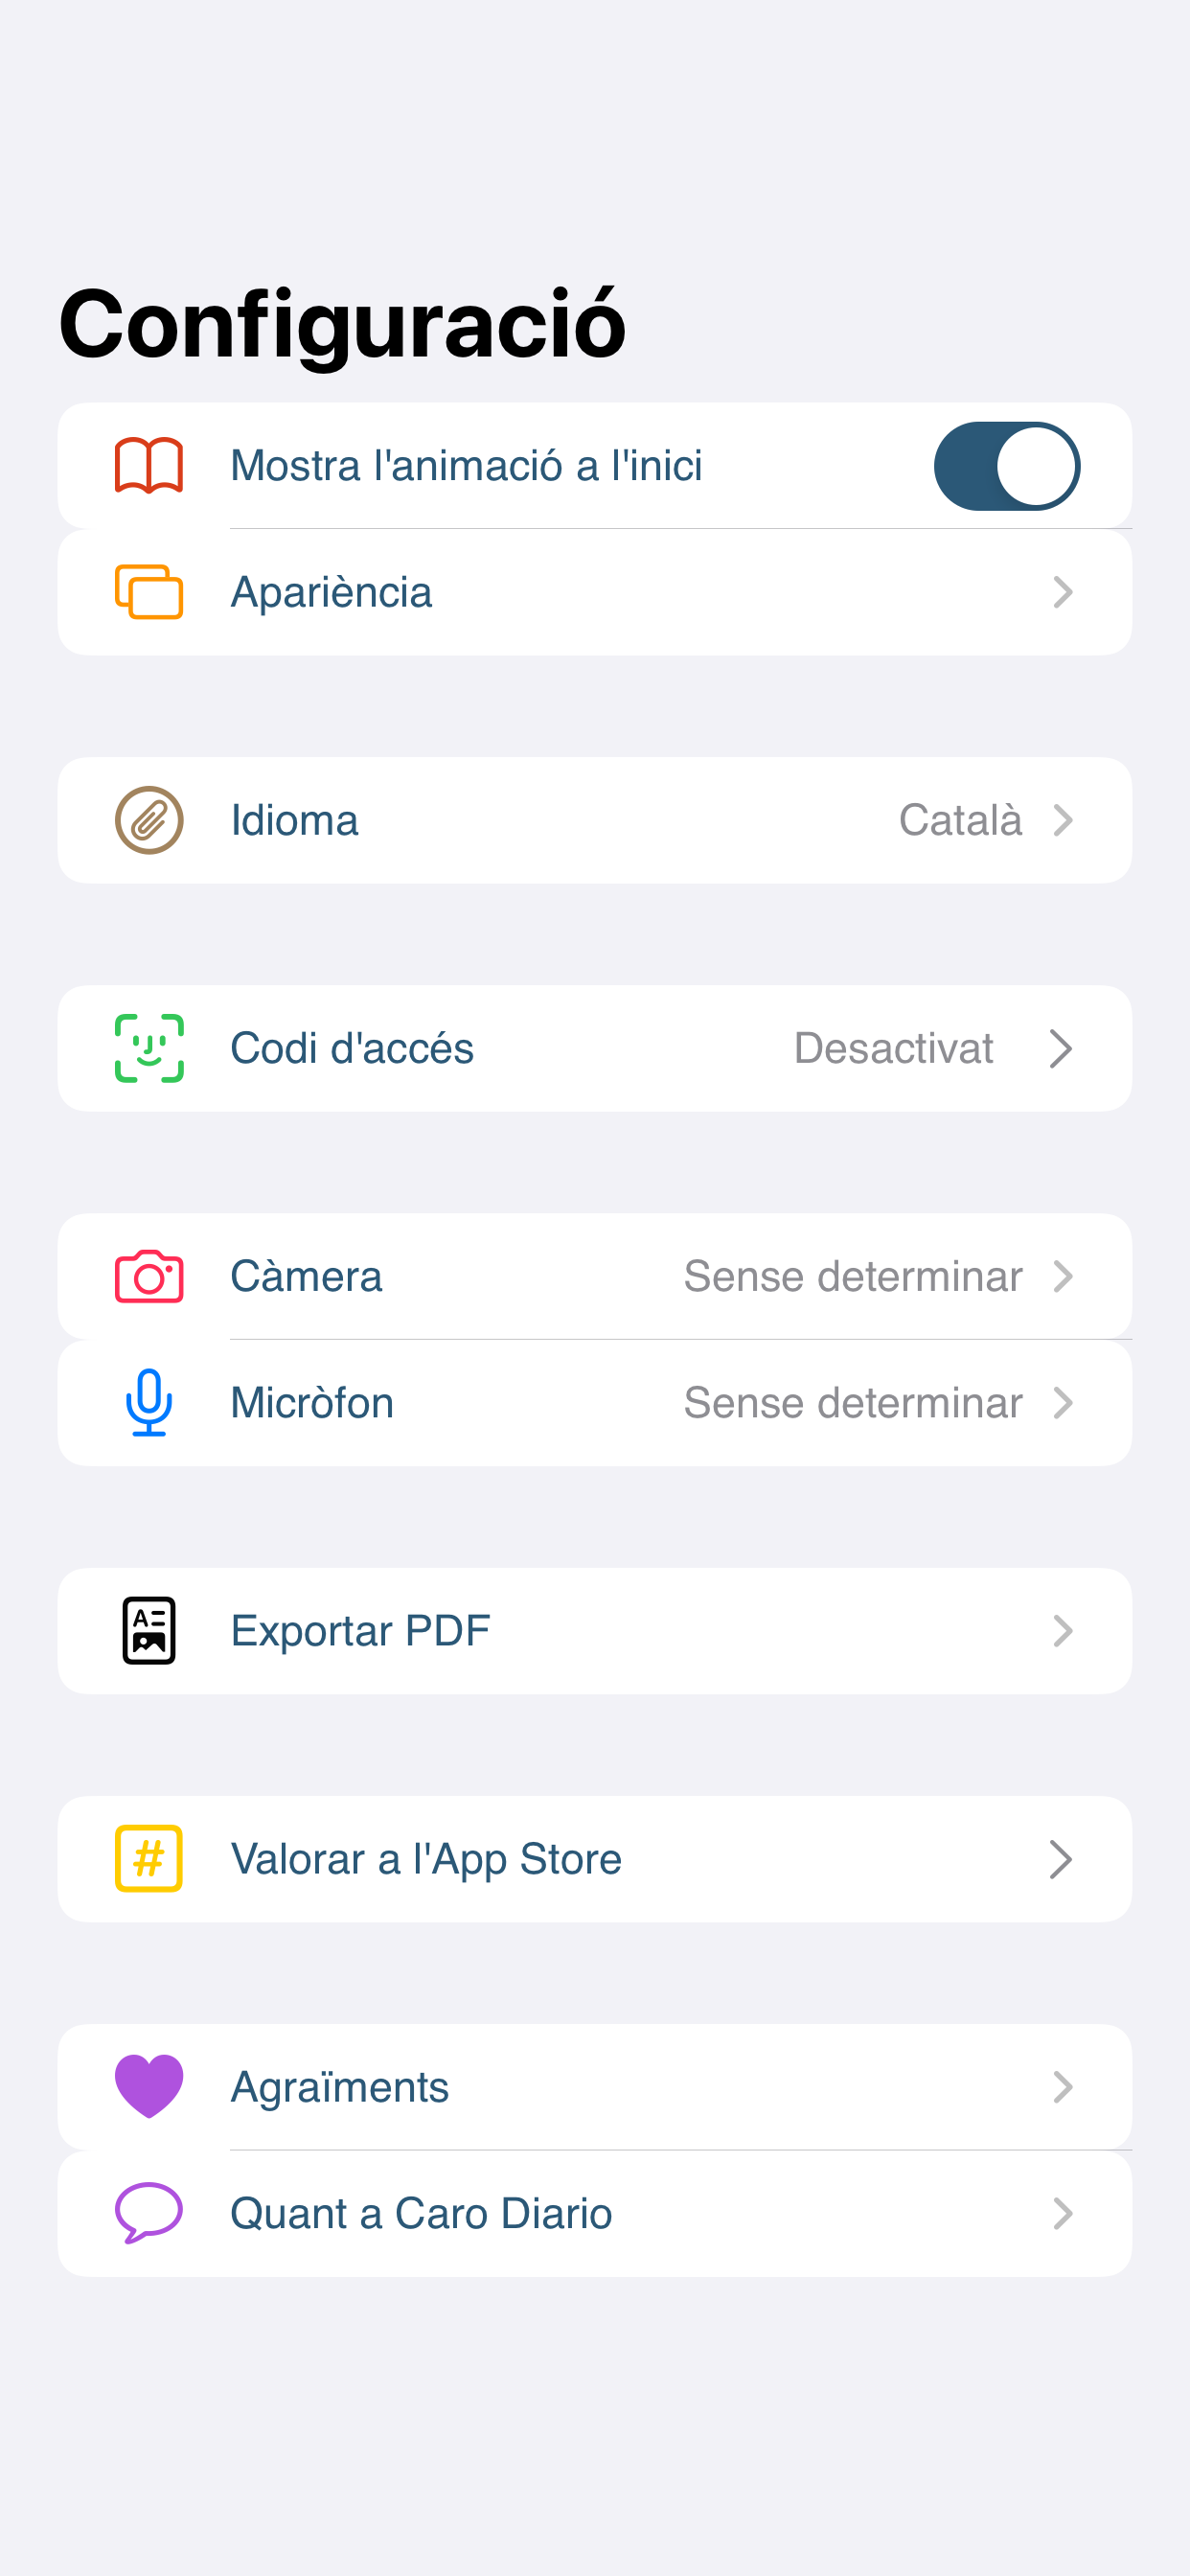 Configuració
Mostra l'animació a l'inici
Apariència
Idioma Català
Codi d'accés Desactivat
Càmera Sense determinar
Micròfon Sense determinar
Exportar PDF
Valorar a l'App Store
Agraïments
Quant a Caro Diario